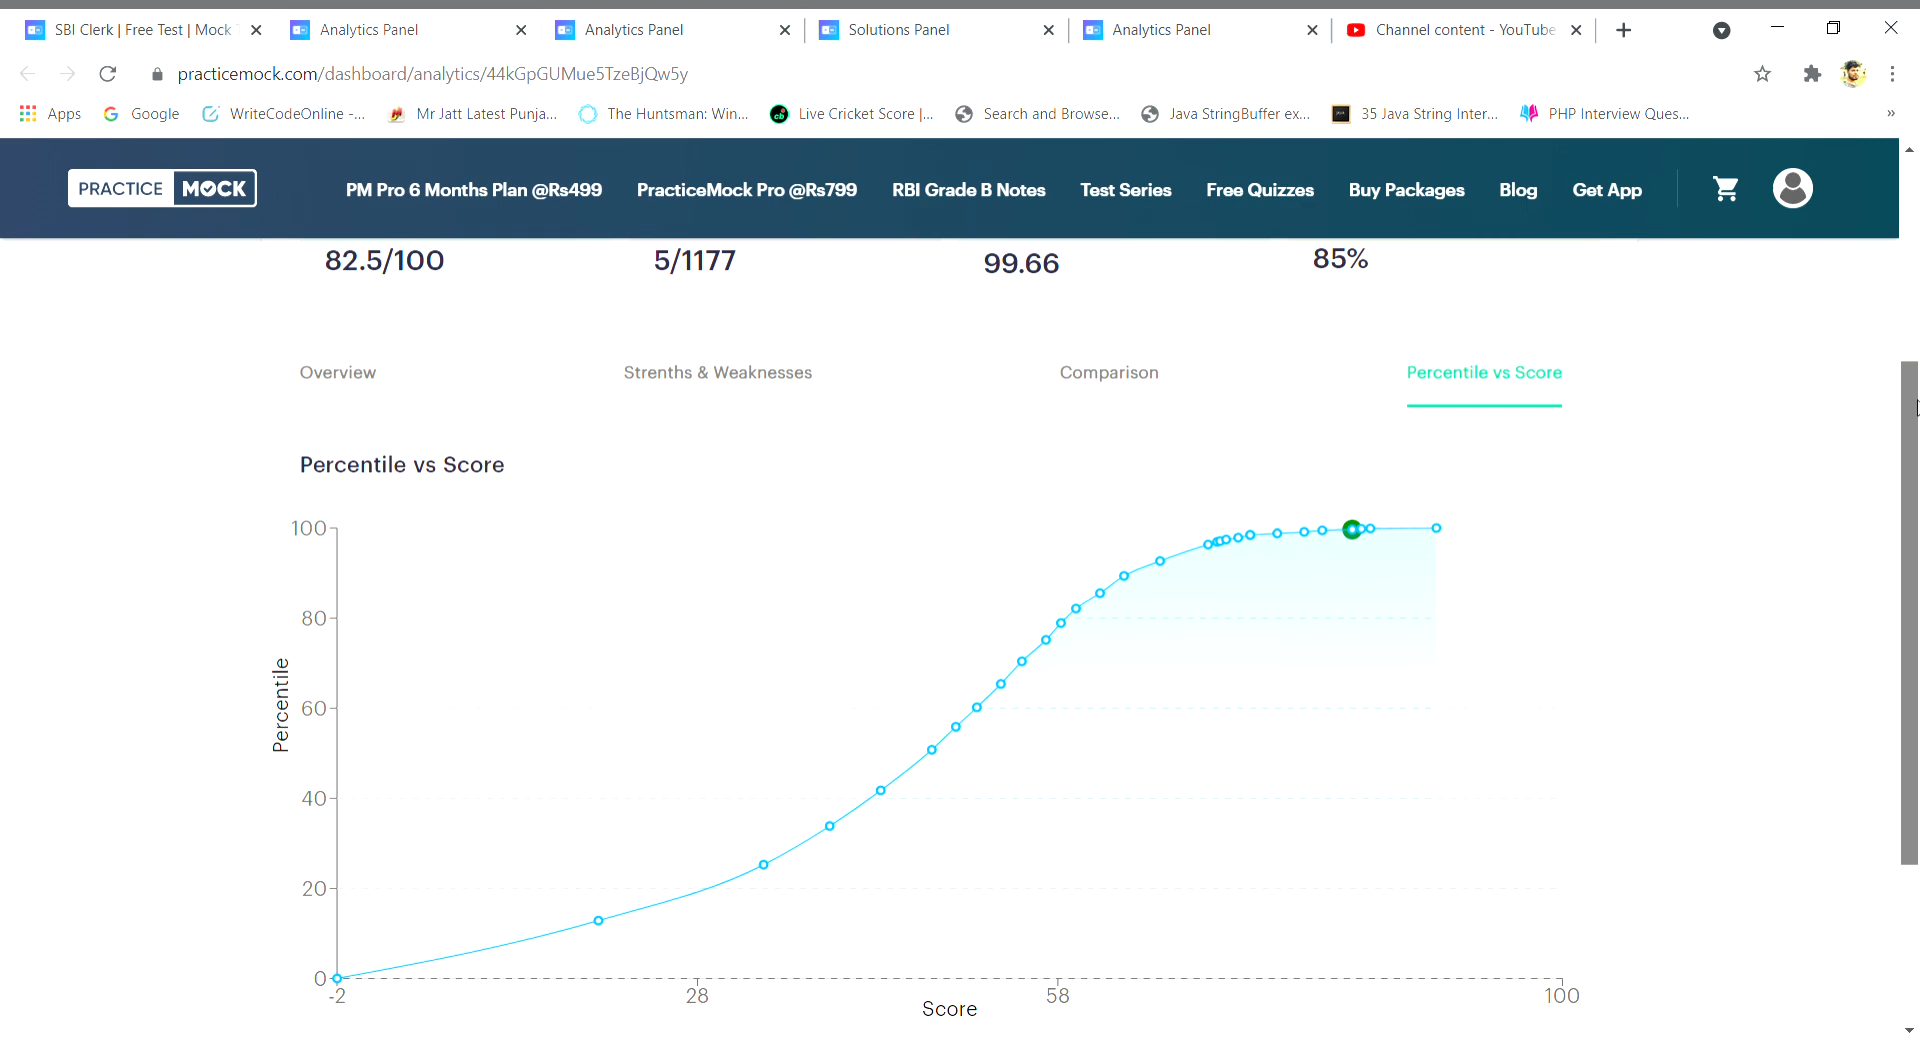 SBI Clerk | Free Test | Mock
Analytics Panel
Analytics Panel
Solutions Panel
Analytics Panel
Channel content - YouTube
practicemock.com/dashboard/analytics/44kGpGUMue5TzeBjQw5y
Apps
Google
WriteCodeOnline -...
Mr Jatt Latest Punja...
The Huntsman: Win...
Live Cricket Score |...
Search and Browse...
Java StringBuffer ex...
35 Java String Inter...
PHP Interview Ques...
»
PRACTICE MOCK
PM Pro 6 Months Plan @Rs499
PracticeMock Pro @Rs799
RBI Grade B Notes
Test Series
Free Quizzes
Buy Packages
Blog
Get App
82.5/100
5/1177
99.66
85%
Overview
Strenths & Weaknesses
Comparison
Percentile vs Score
Percentile vs Score
100
80
60
40
20
0
Percentile
-2
28
58
100
Score